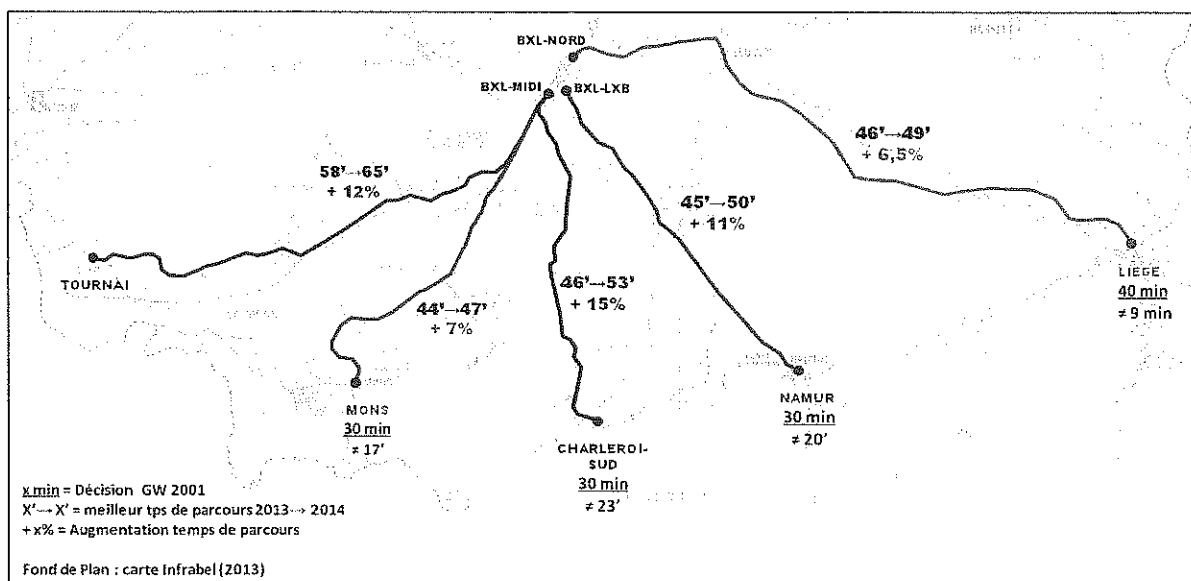 BXL-NORD
BXL-MIDI
BXL-LXB
46'→49'
+ 6,5%
58'→65'
+ 12%
45'→50'
+ 11%
TOURNAI
LIEGE
40 min
≠ 9 min
46'→53'
+ 15%
44'→47'
+ 7%
MONS
30 min
≠ 17'
NAMUR
30 min
≠ 20'
CHARLEROI-
SUD
30 min
≠ 23'
x min = Décision GW 2001
X'→ X' = meilleur tps de parcours 2013→ 2014
+ x% = Augmentation temps de parcours
Fond de Plan : carte Infrabel (2013)